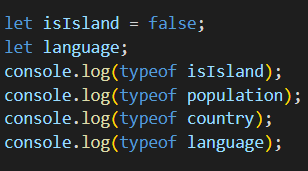 let isIsland = false;
let language;
console.log(typeof isIsland);
console.log(typeof population);
console.log(typeof country);
console.log(typeof language);